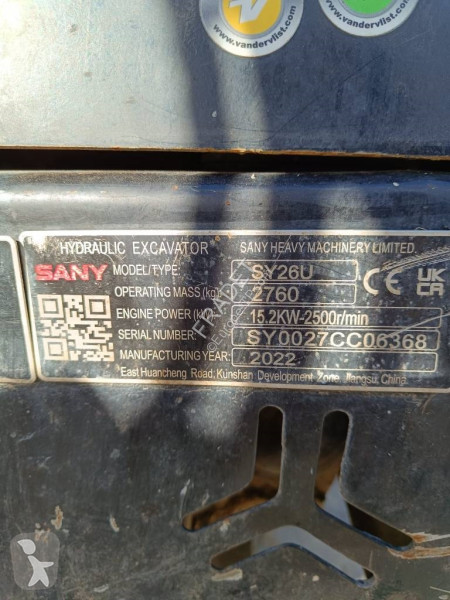 www.vandervlist.com
www.vandervlist.com
HYDRAULIC EXCAVATOR SANY HEAVY MACHINERY LIMITED.
SANY MODEL/TYPE: SY26U
OPERATING MASS(kg): 2760 CE UK CA
ENGINE POWER(kw): 15.2KW-2500r/min
SERIAL NUMBER: SY0027CC06368
MANUFACTURING YEAR: 2022
East Huancheng Road, Kunshan Development Zone, Jiangsu, China.